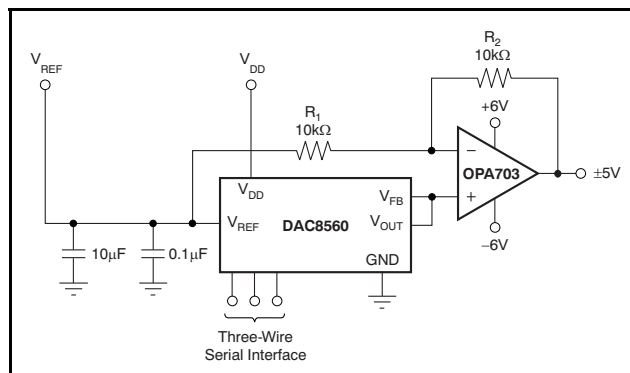 R2
10kΩ
VREF
VDD
+6V
R1
10kΩ
−
OPA703
±5V
+
VDD
VFB
VREF
DAC8560
VOUT
−6V
10µF
0.1µF
GND
Three-Wire
Serial Interface